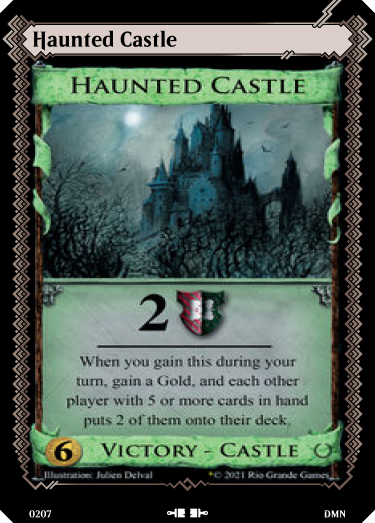 Haunted Castle
HAUNTED CASTLE
2
When you gain this during your
turn, gain a Gold, and each other
player with 5 or more cards in hand
puts 2 of them onto their deck.
6 VICTORY - CASTLE
Illustration: Julien Delval *© 2021 Rio Grande Games
0207 DMN